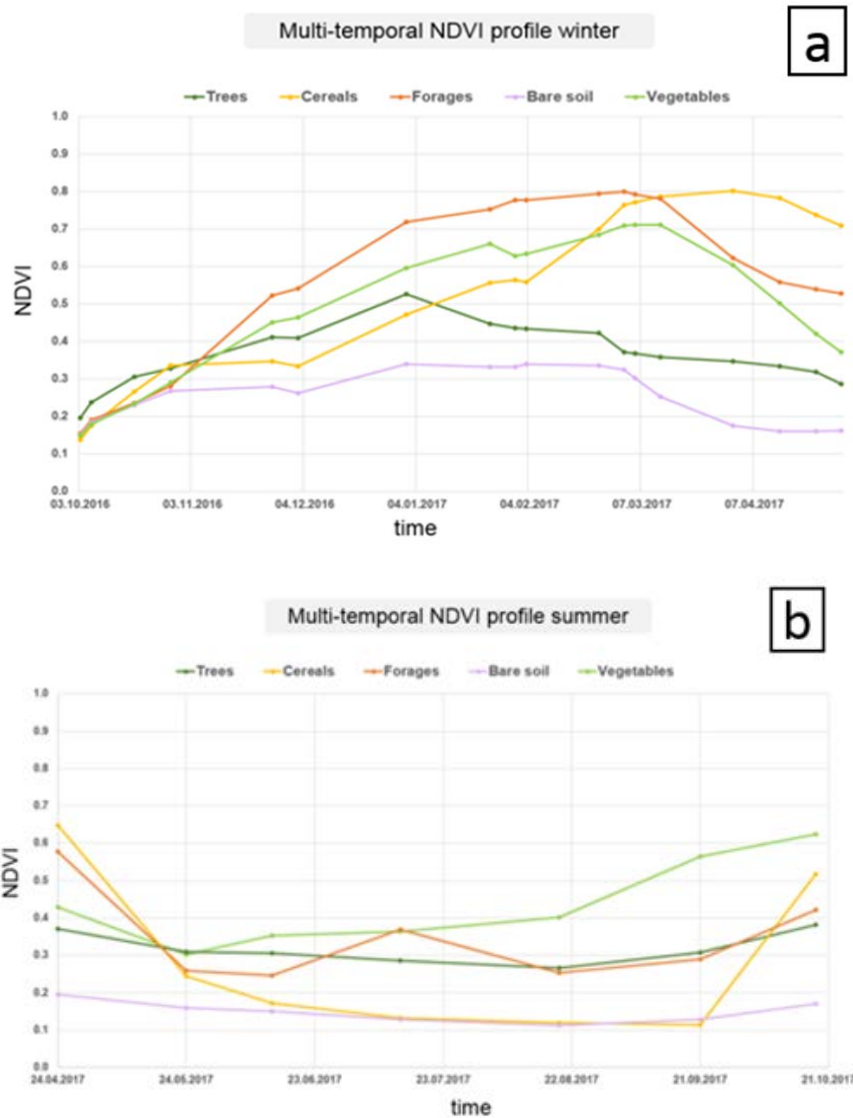 Multi-temporal NDVI profile winter
a
Trees Cereals Forages Bare soil Vegetables
1.0
0.9
0.8
0.7
0.6
0.5
0.4
0.3
0.2
0.1
0.0
NDVI
03.10.2016 03.11.2016 04.12.2016 04.01.2017 04.02.2017 07.03.2017 07.04.2017
time
Multi-temporal NDVI profile summer
b
Trees Cereals Forages Bare soil Vegetables
1.0
0.9
0.8
0.7
0.6
0.5
0.4
0.3
0.2
0.1
0.0
NDVI
24.04.2017 24.05.2017 23.06.2017 23.07.2017 22.08.2017 21.09.2017 21.10.2017
time